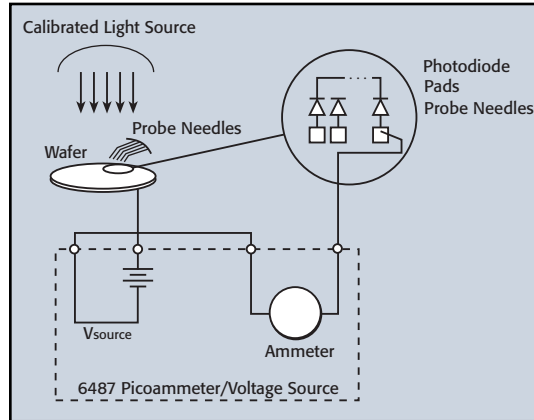 Calibrated Light Source
Photodiode
Pads
Probe Needles
Probe Needles
Wafer
Vsource
Ammeter
6487 Picoammeter/Voltage Source